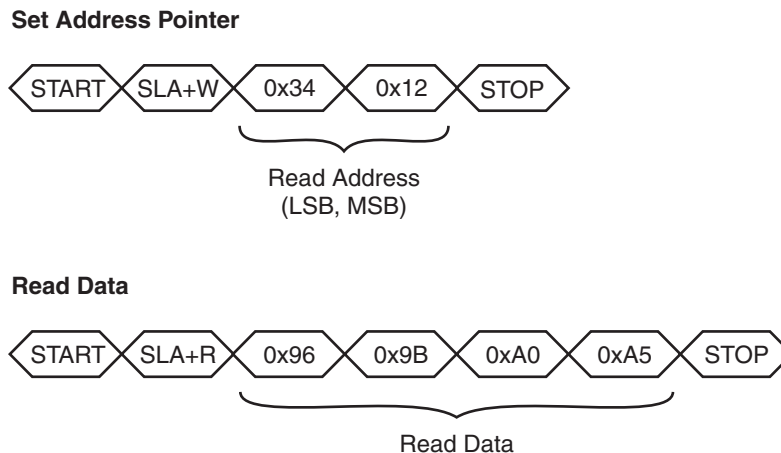 Set Address Pointer
START SLA+W 0x34 0x12 STOP
Read Address
(LSB, MSB)
Read Data
START SLA+R 0x96 0x9B 0xA0 0xA5 STOP
Read Data